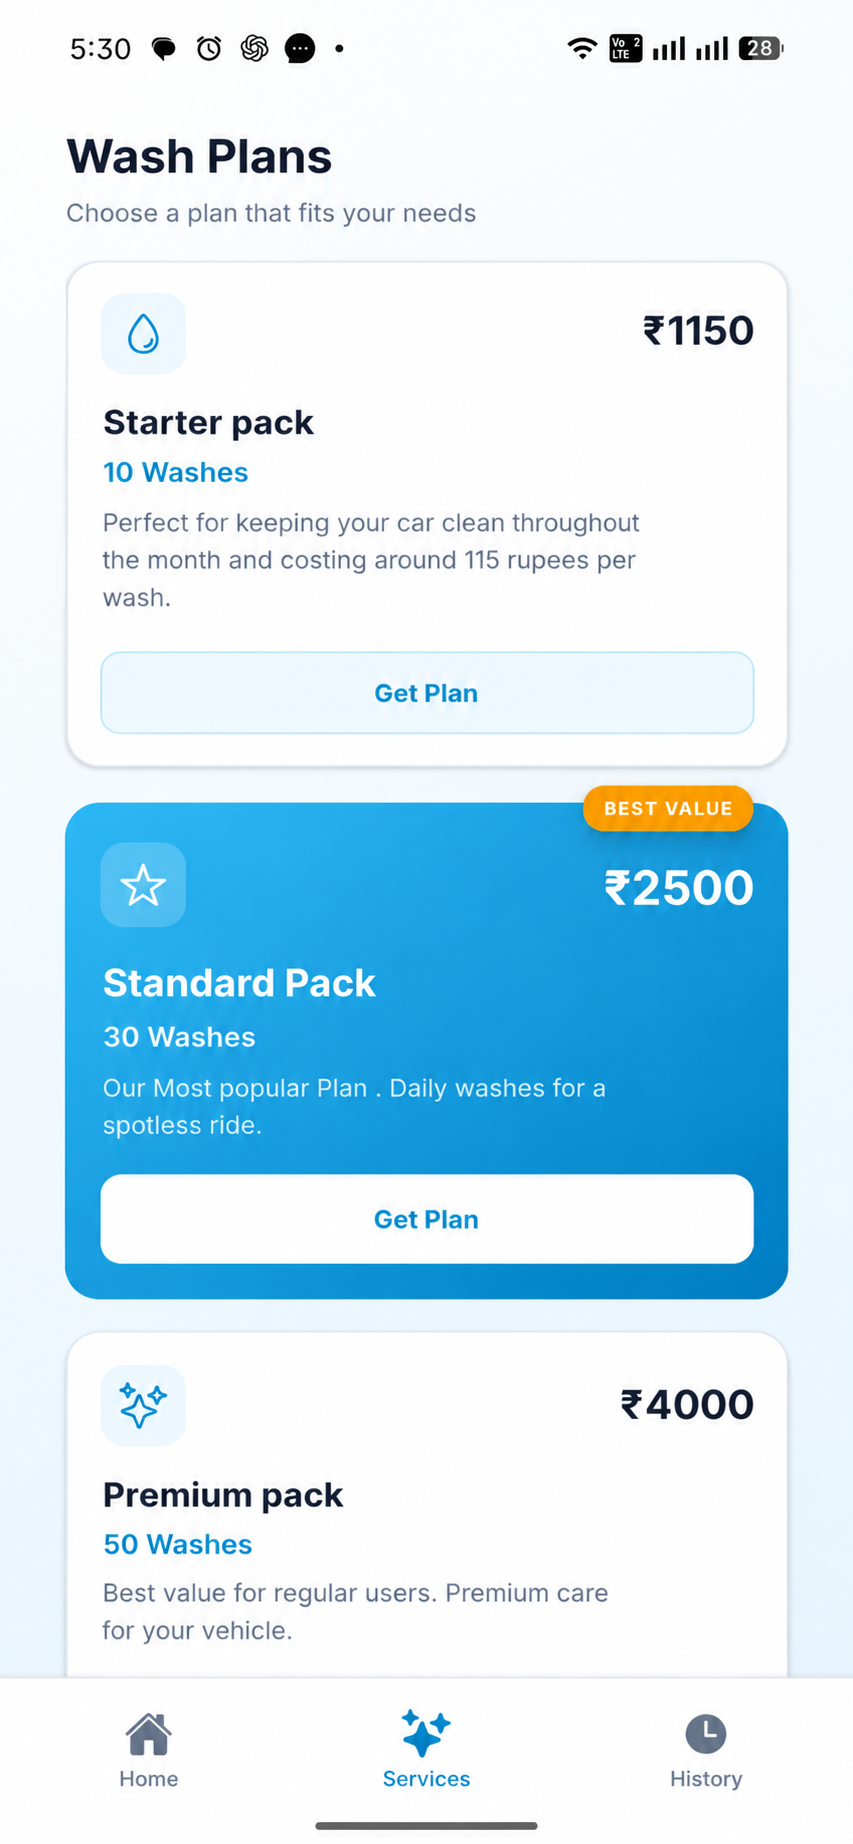 5:30
Vo 2
LTE
28
Wash Plans
Choose a plan that fits your needs
₹1150
Starter pack
10 Washes
Perfect for keeping your car clean throughout
the month and costing around 115 rupees per
wash.
Get Plan
BEST VALUE
₹2500
Standard Pack
30 Washes
Our Most popular Plan . Daily washes for a
spotless ride.
Get Plan
₹4000
Premium pack
50 Washes
Best value for regular users. Premium care
for your vehicle.
Home
Services
History